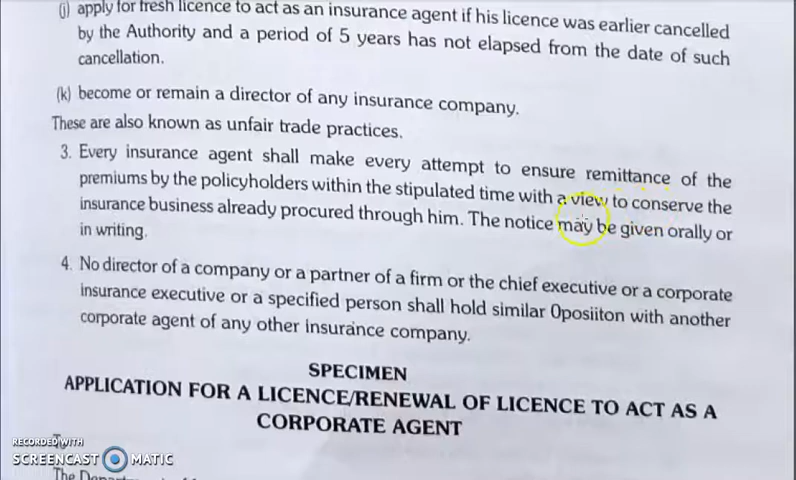 (j) apply for fresh licence to act as an insurance agent if his licence was earlier cancelled
by the Authority and a period of 5 years has not elapsed from the date of such
cancellation.
(k) become or remain a director of any insurance company.
These are also known as unfair trade practices.
3. Every insurance agent shall make every attempt to ensure remittance of the
premiums by the policyholders within the stipulated time with a view to conserve the
insurance business already procured through him. The notice may be given orally or
in writing.
4. No director of a company or a partner of a firm or the chief executive or a corporate
insurance executive or a specified person shall hold similar 0posiiton with another
corporate agent of any other insurance company.
SPECIMEN
APPLICATION FOR A LICENCE/RENEWAL OF LICENCE TO ACT AS A
CORPORATE AGENT
RECORDED WITH
SCREENCAST MATIC
The